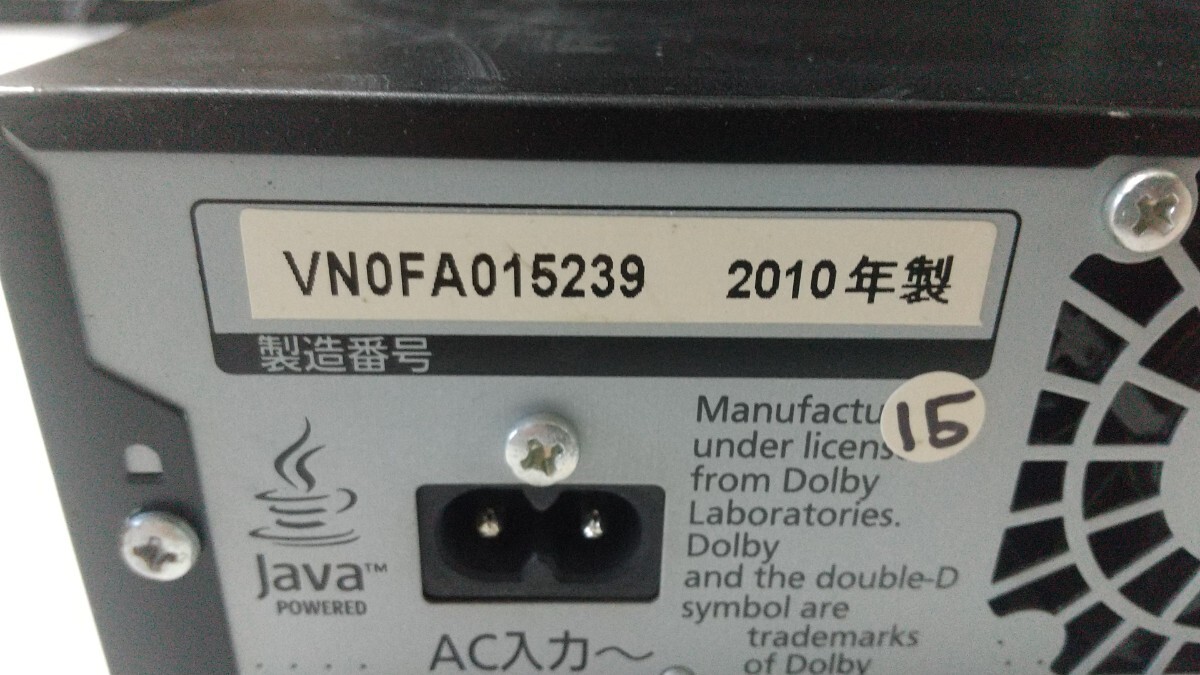 VN0FA015239 2010年製
製造番号
15
Manufactu
under licens
from Dolby
Laboratories.
Dolby
and the double-D
symbol are
trademarks
of Dolby
Java™
POWERED
AC入力〜